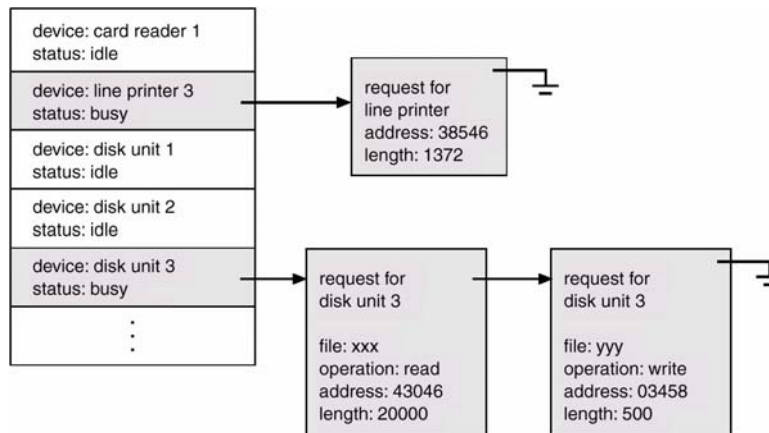 device: card reader 1
status: idle
device: line printer 3
status: busy
device: disk unit 1
status: idle
device: disk unit 2
status: idle
device: disk unit 3
status: busy
request for
line printer
address: 38546
length: 1372
request for
disk unit 3
file: xxx
operation: read
address: 43046
length: 20000
request for
disk unit 3
file: yyy
operation: write
address: 03458
length: 500